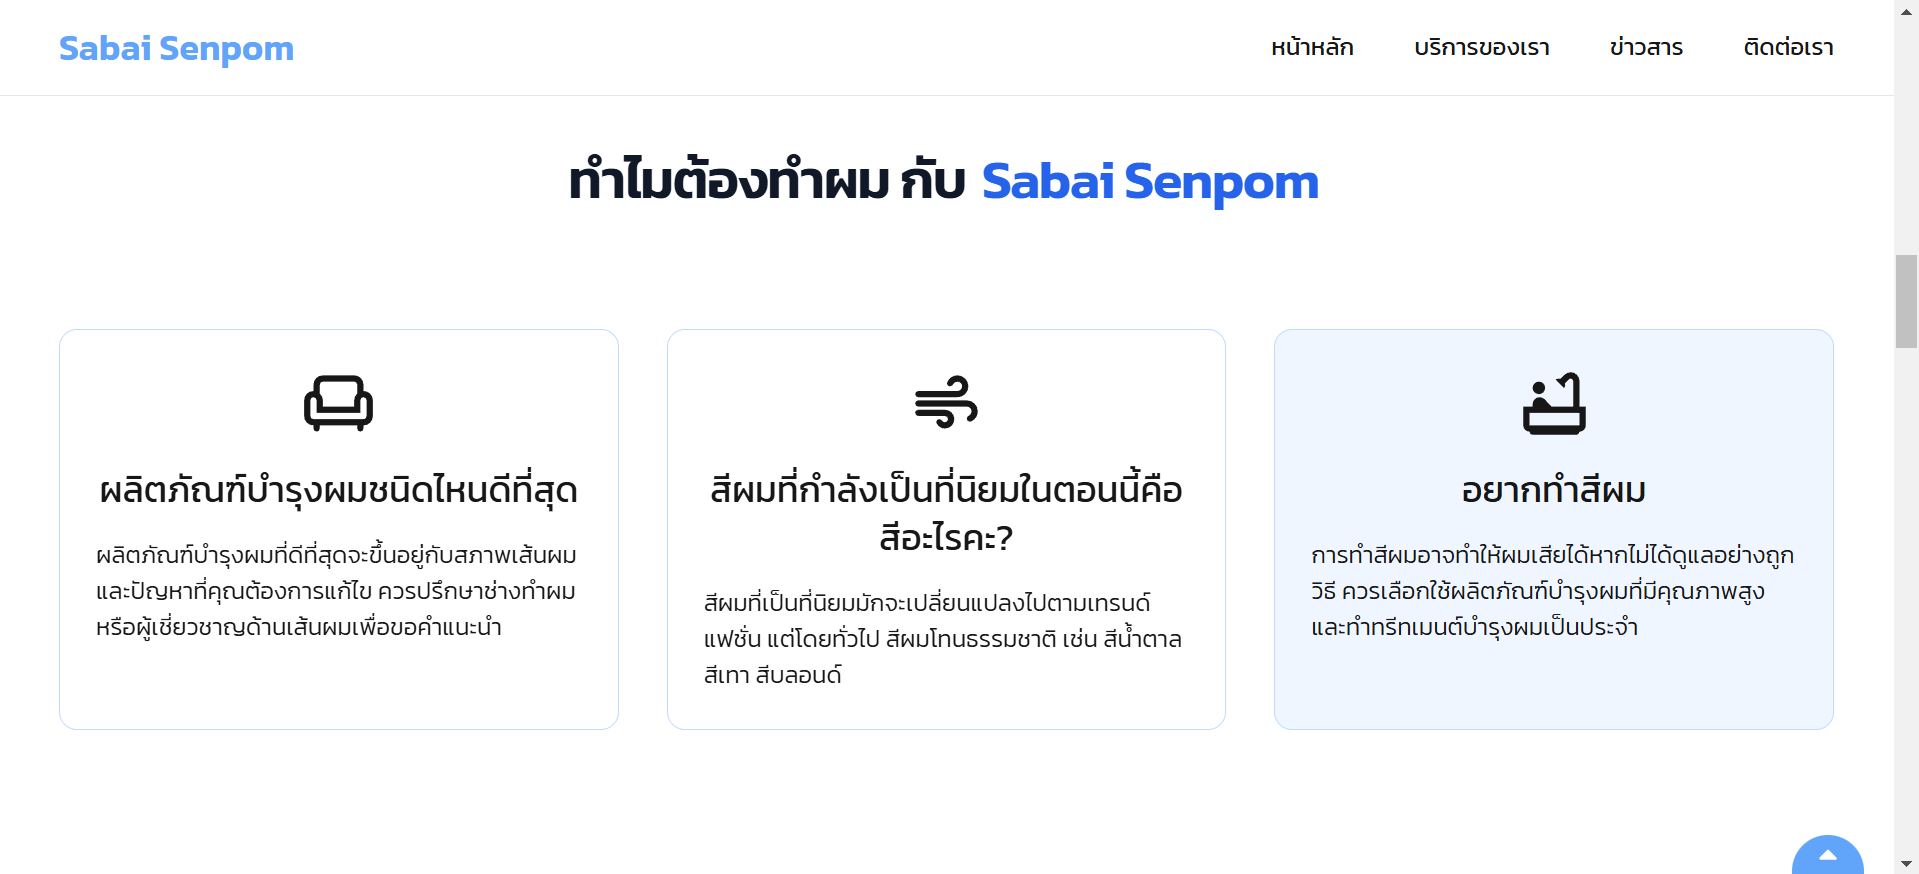 Sabai Senpom
หน้าหลัก
บริการของเรา
ข่าวสาร
ติดต่อเรา
ทำไมต้องทำผม กับ Sabai Senpom
ผลิตภัณฑ์บำรุงผมชนิดไหนดีที่สุด
ผลิตภัณฑ์บำรุงผมที่ดีที่สุดจะขึ้นอยู่กับสภาพเส้นผม
และปัญหาที่คุณต้องการแก้ไข ควรปรึกษาช่างทำผม
หรือผู้เชี่ยวชาญด้านเส้นผมเพื่อขอคำแนะนำ
สีผมที่กำลังเป็นที่นิยมในตอนนี้คือ
สีอะไรคะ?
สีผมที่เป็นที่นิยมมักจะเปลี่ยนแปลงไปตามเทรนด์
แฟชั่น แต่โดยทั่วไป สีผมโทนธรรมชาติ เช่น สีน้ำตาล
สีเทา สีบลอนด์
อยากทำสีผม
การทำสีผมอาจทำให้ผมเสียได้หากไม่ได้ดูแลอย่างถูก
วิธี ควรเลือกใช้ผลิตภัณฑ์บำรุงผมที่มีคุณภาพสูง
และทำทรีทเมนต์บำรุงผมเป็นประจำ